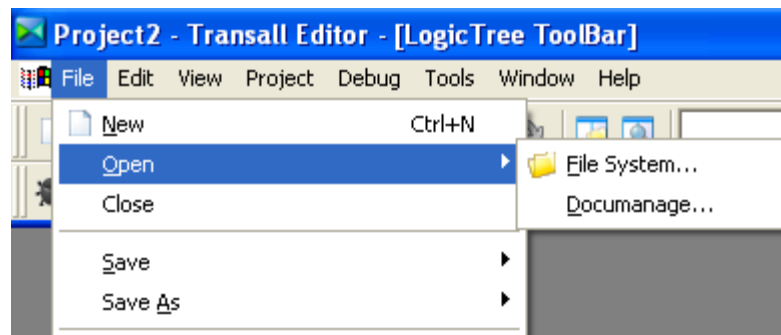 Project2 - Transall Editor - [LogicTree ToolBar]
File Edit View Project Debug Tools Window Help
New Ctrl+N
Open
File System...
Close
Documanage...
Save
Save As